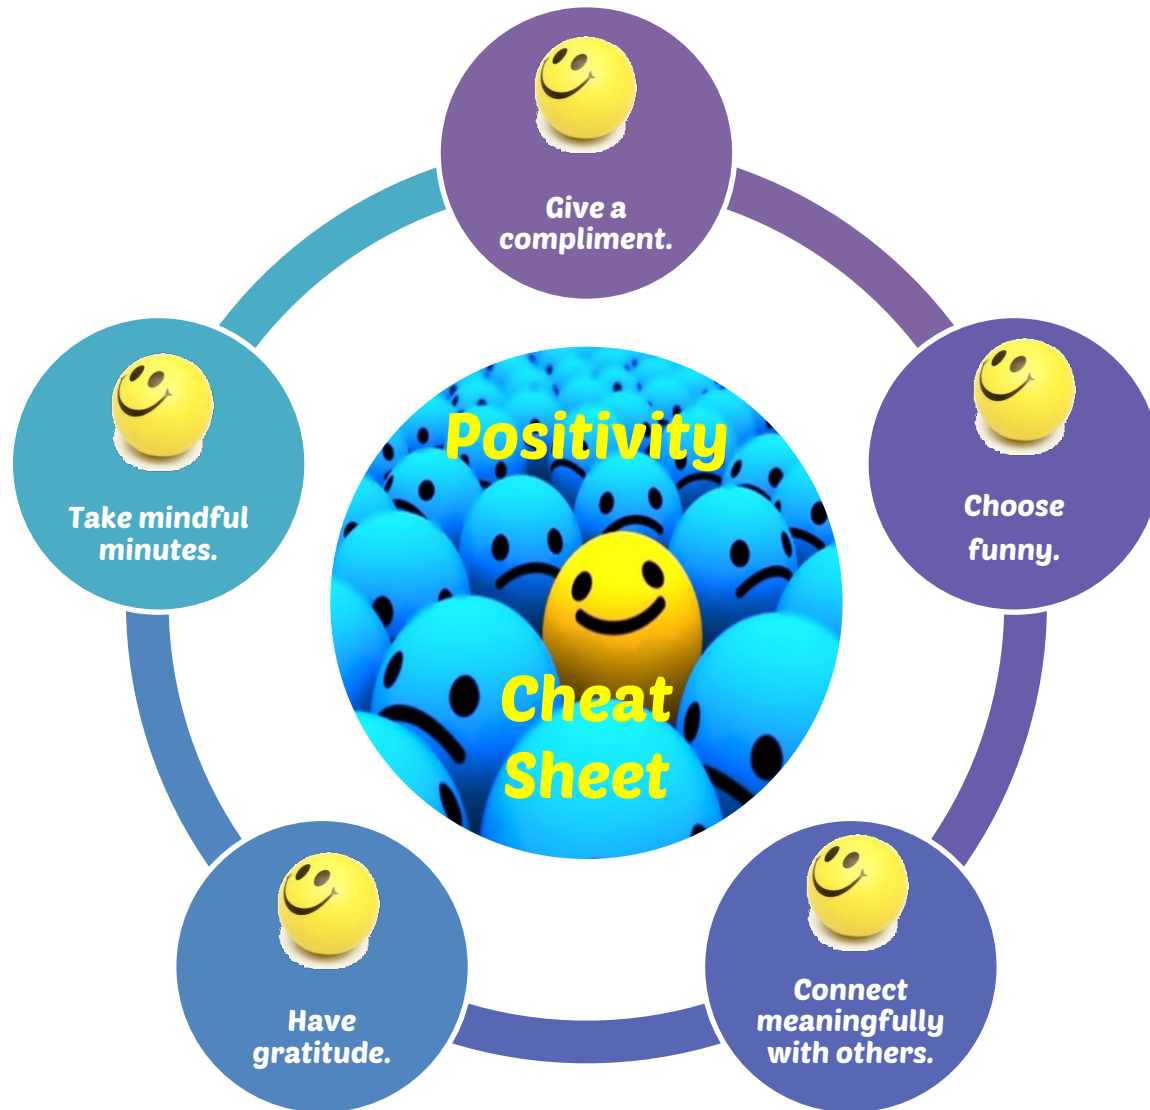 Give a
compliment.
Choose
funny.
Connect
meaningfully
with others.
Have
gratitude.
Take mindful
minutes.
Positivity
Cheat
Sheet